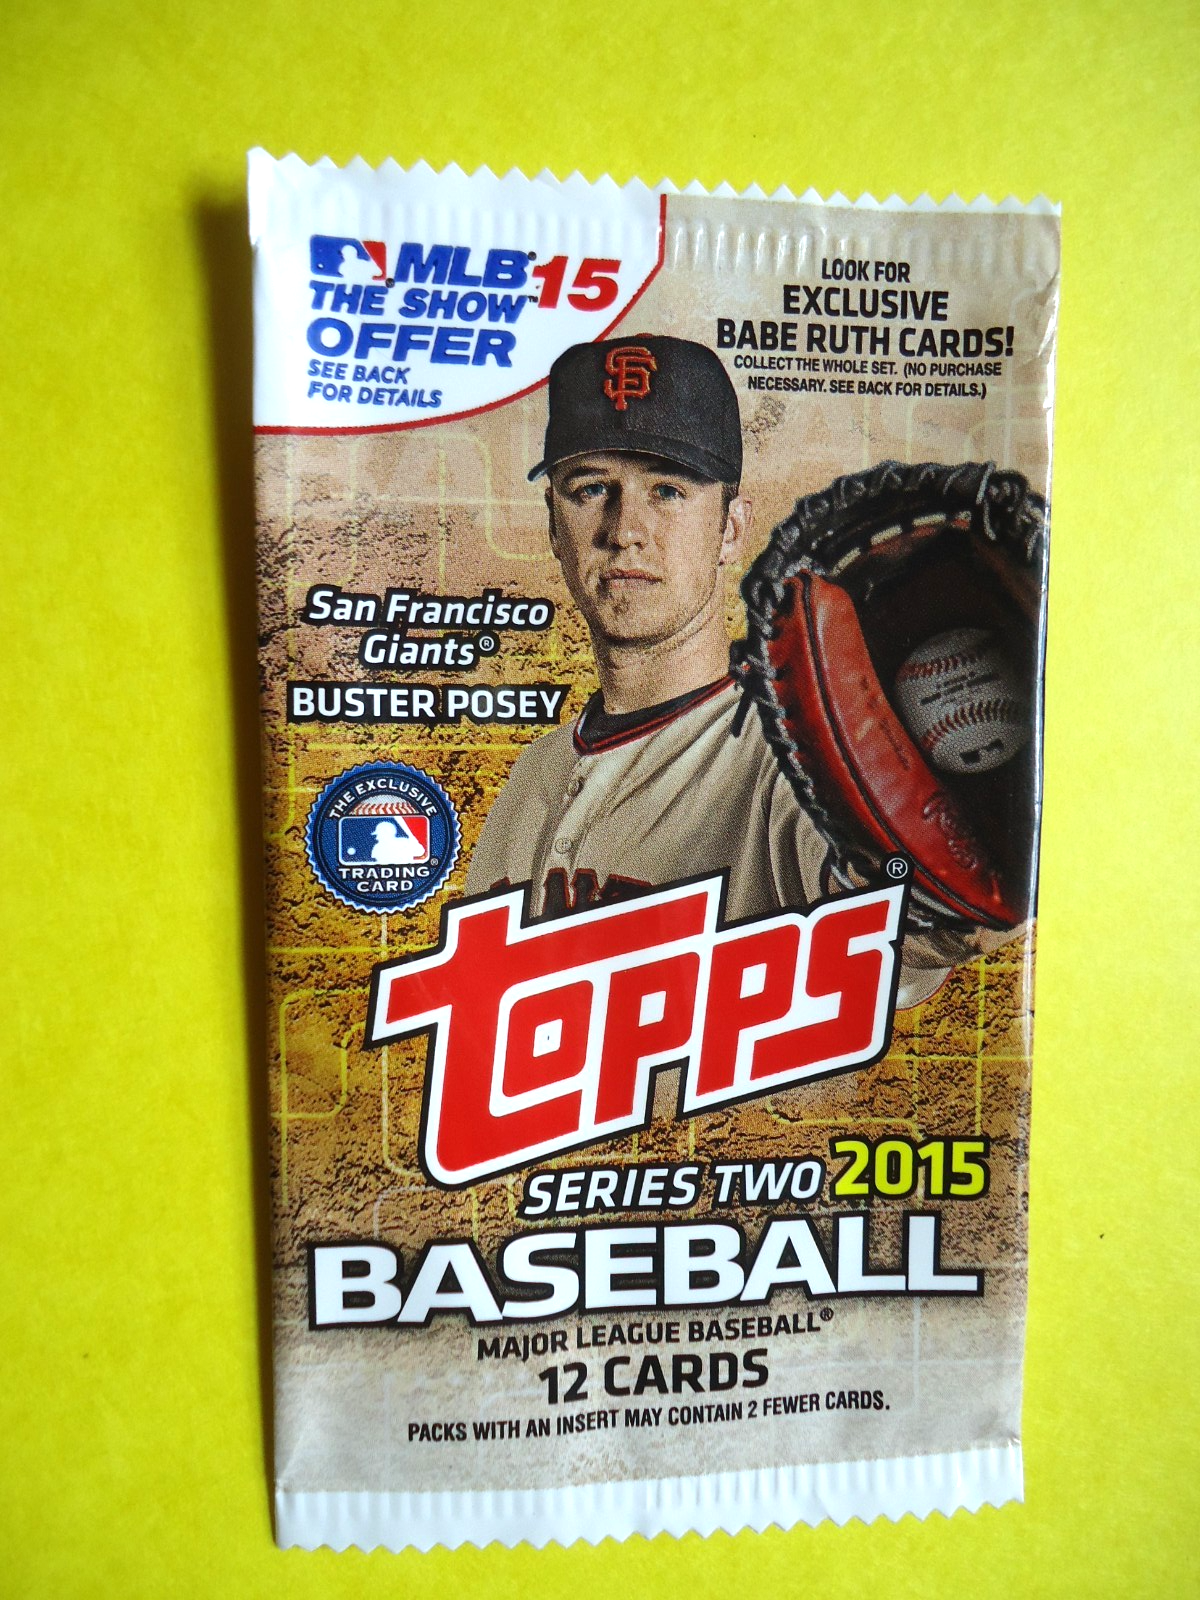 MLB 15
THE SHOW™
OFFER
SEE BACK
FOR DETAILS
LOOK FOR
EXCLUSIVE
BABE RUTH CARDS!
COLLECT THE WHOLE SET. (NO PURCHASE
NECESSARY. SEE BACK FOR DETAILS.)
SF
San Francisco
Giants®
BUSTER POSEY
THE EXCLUSIVE
TRADING
CARD
®
topps®
SERIES TWO 2015
BASEBALL
MAJOR LEAGUE BASEBALL®
12 CARDS
PACKS WITH AN INSERT MAY CONTAIN 2 FEWER CARDS.